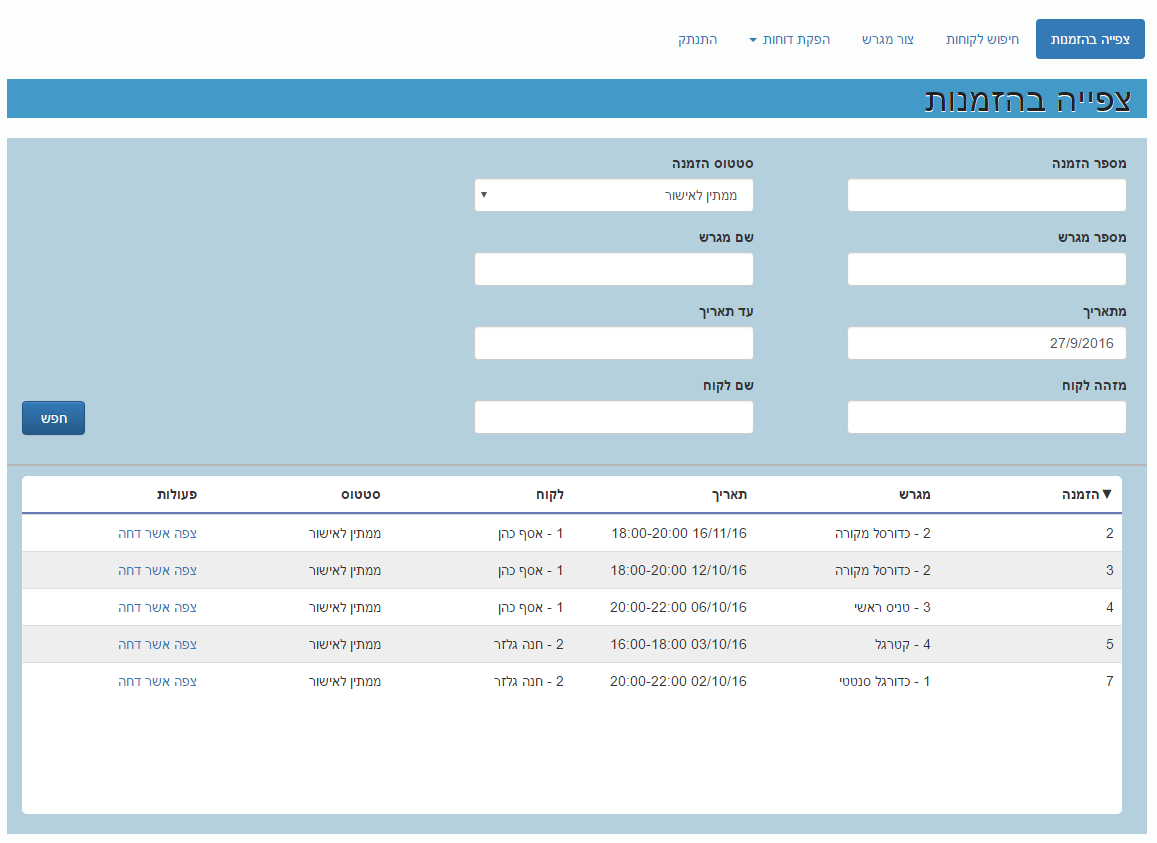 צפייה בהזמנות חיפוש לקוחות צור מגרש הפקת דוחות התנתק
צפייה בהזמנות
מספר הזמנה סטטוס הזמנה
ממתין לאישור
מספר מגרש שם מגרש
מתאריך עד תאריך
27/9/2016
מזהה לקוח שם לקוח
חפש
▼הזמנה מגרש תאריך לקוח סטטוס פעולות
2 2 - כדורסל מקורה 16/11/16 18:00-20:00 1 - אסף כהן ממתין לאישור צפה אשר דחה
3 2 - כדורסל מקורה 12/10/16 18:00-20:00 1 - אסף כהן ממתין לאישור צפה אשר דחה
4 3 - טניס ראשי 06/10/16 20:00-22:00 1 - אסף כהן ממתין לאישור צפה אשר דחה
5 4 - קטרגל 03/10/16 16:00-18:00 2 - חנה גלזר ממתין לאישור צפה אשר דחה
7 1 - כדורגל סנטטי 02/10/16 20:00-22:00 2 - חנה גלזר ממתין לאישור צפה אשר דחה